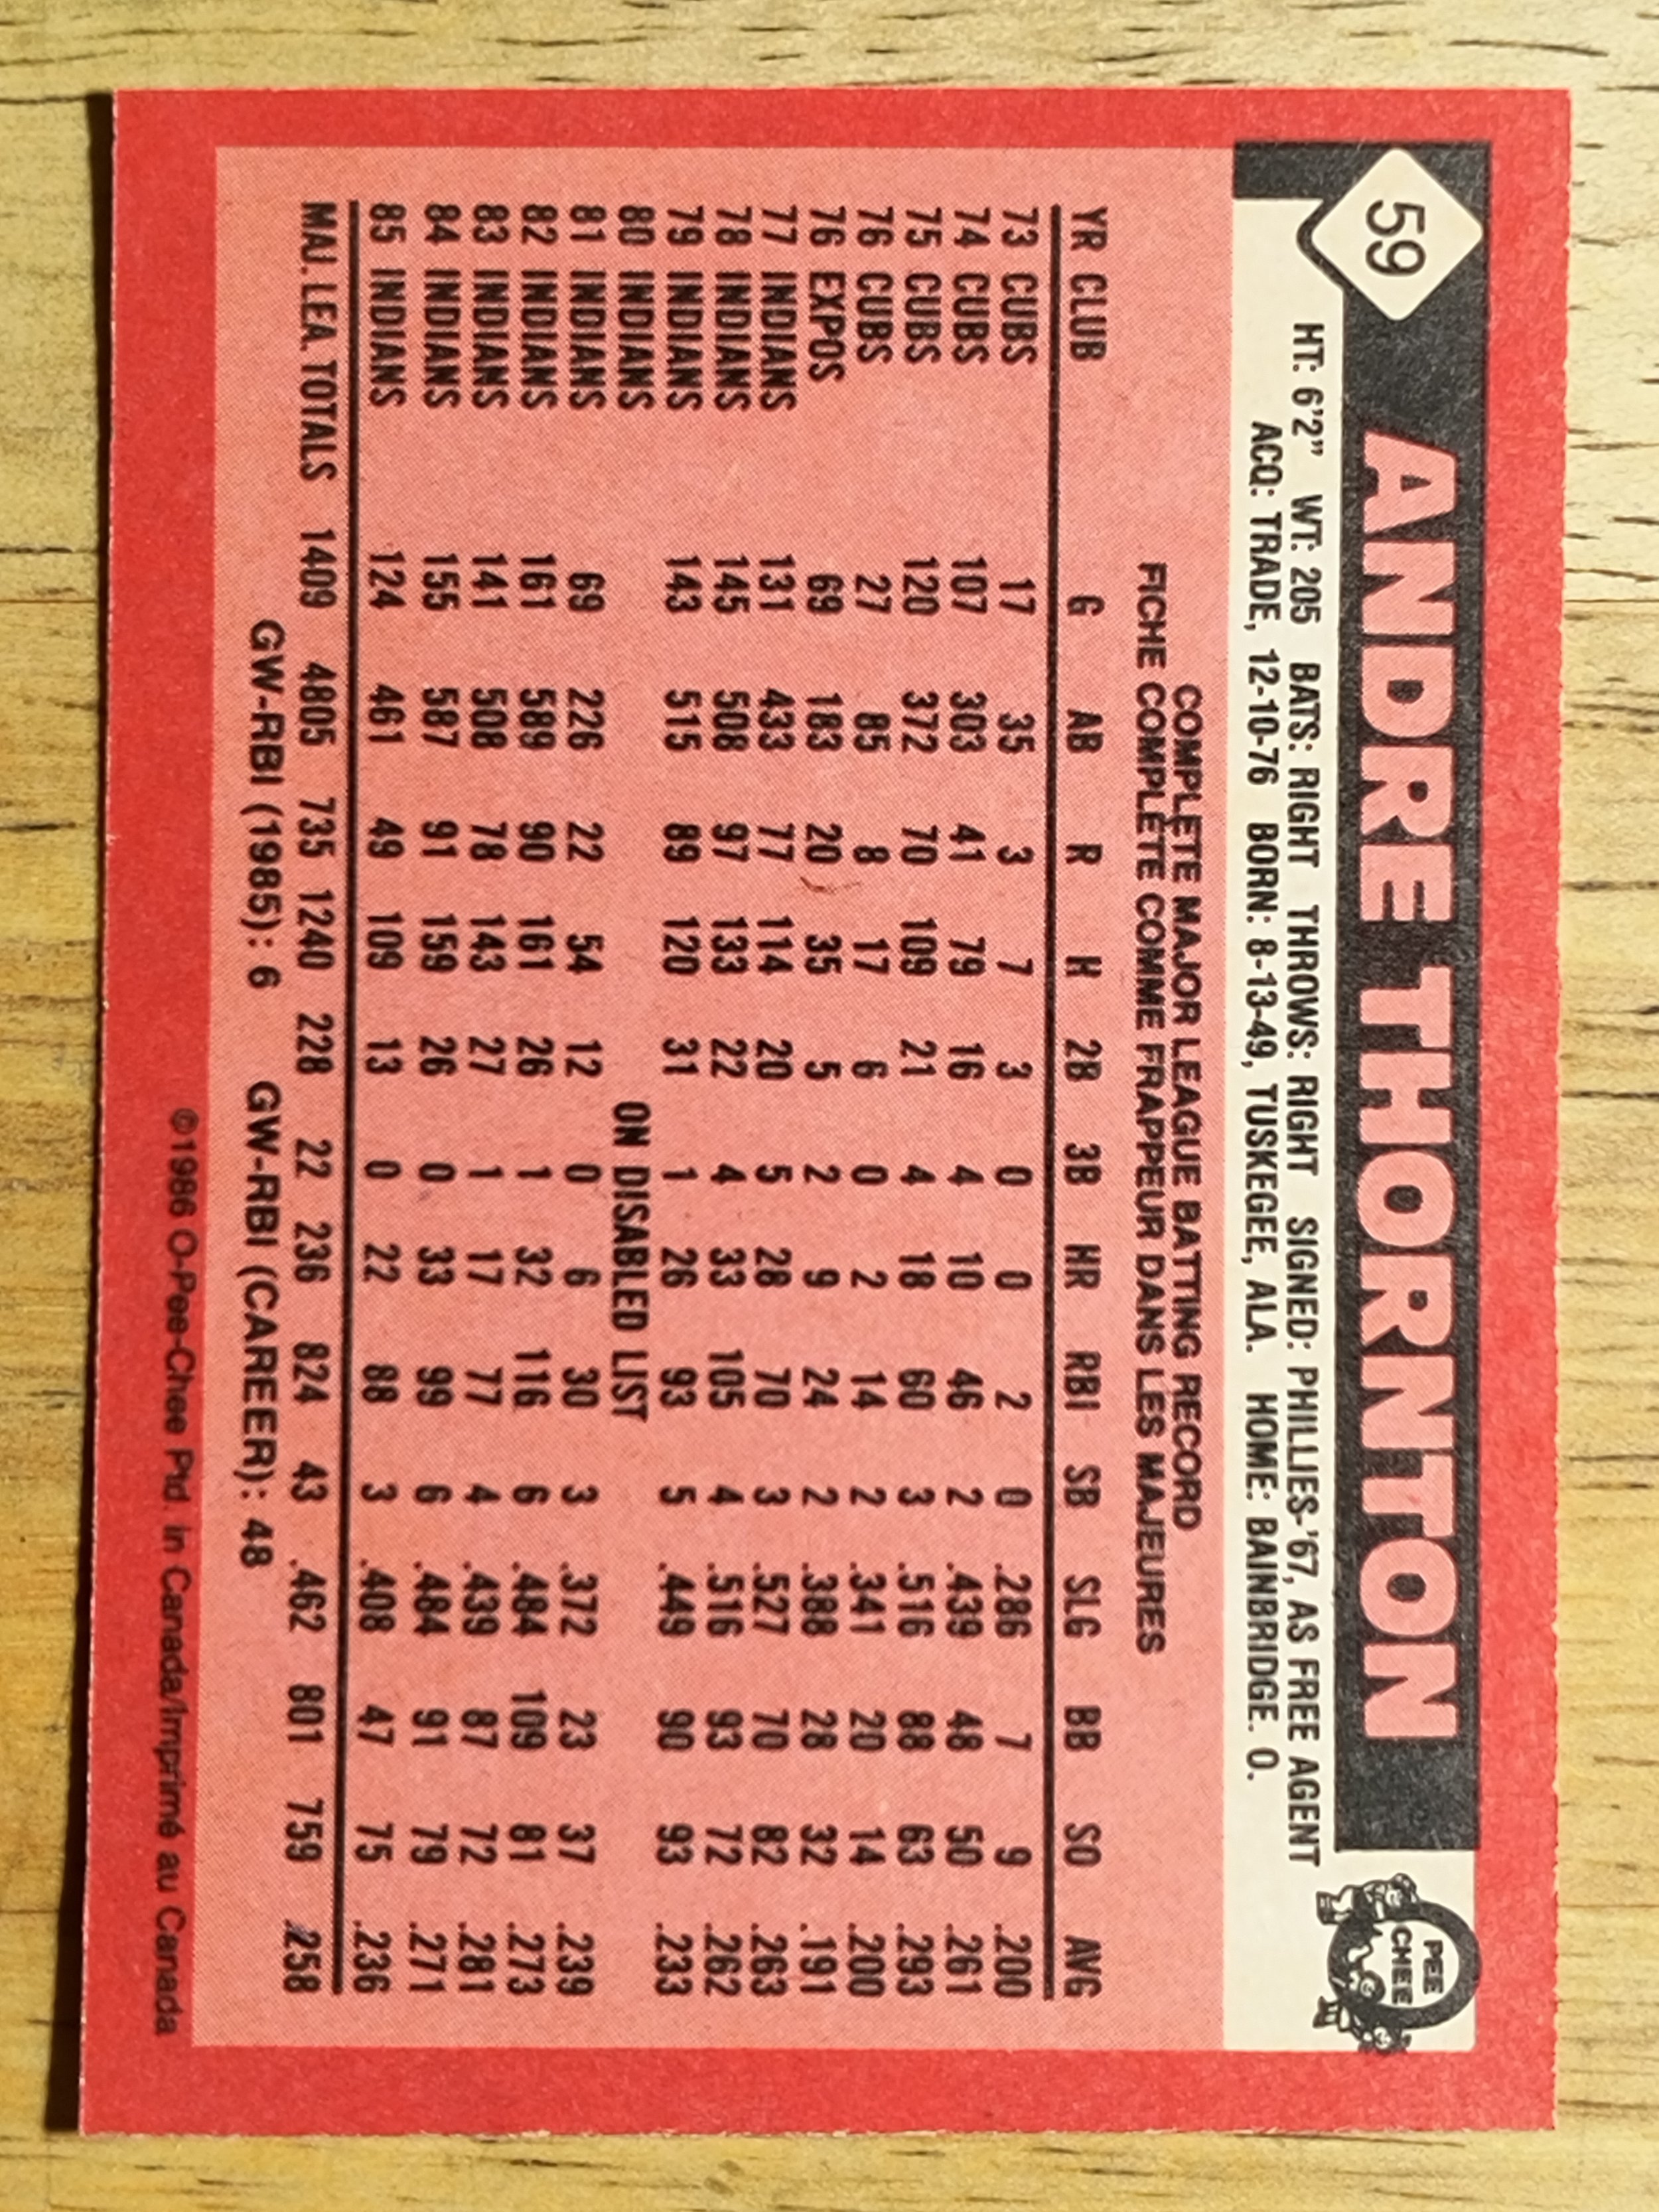 59
ANDRE THORNTON
PEE
CHEE
HT: 6'2" WT: 205 BATS: RIGHT THROWS: RIGHT SIGNED: PHILLIES-'67, AS FREE AGENT
ACQ: TRADE, 12-10-76 BORN: 8-13-49, TUSKEGEE, ALA. HOME: BAINBRIDGE. O.
COMPLETE MAJOR LEAGUE BATTING RECORD
FICHE COMPLÈTE COMME FRAPPEUR DANS LES MAJEURES
YR CLUB G AB R H 2B 3B HR RBI SB SLG BB SO AVG
73 CUBS 17 35 3 7 3 0 0 2 0 .286 7 9 .200
74 CUBS 107 303 41 79 16 4 10 46 2 .439 48 50 .261
75 CUBS 120 372 70 109 21 4 18 60 3 .516 88 63 .293
76 CUBS 27 85 8 17 6 0 2 14 2 .341 20 14 .200
76 EXPOS 69 183 20 35 5 2 9 24 2 .388 28 32 .191
77 INDIANS 131 433 77 114 20 5 28 70 3 .527 70 82 .263
78 INDIANS 145 508 97 133 22 4 33 105 4 .516 93 72 .262
79 INDIANS 143 515 89 120 31 1 26 93 5 .449 90 93 .233
80 INDIANS ON DISABLED LIST
81 INDIANS 69 226 22 54 12 0 6 30 3 .372 23 37 .239
82 INDIANS 161 589 90 161 26 1 32 116 6 .484 109 81 .273
83 INDIANS 141 508 78 143 27 1 17 77 4 .439 87 72 .281
84 INDIANS 155 587 91 159 26 0 33 99 6 .484 91 79 .271
85 INDIANS 124 461 49 109 13 0 22 88 3 .408 47 75 .236
MAJ. LEA. TOTALS 1409 4805 735 1240 228 22 236 824 43 .462 801 759 .258
GW-RBI (1985): 6 GW-RBI (CAREER): 48
©1986 O-Pee-Chee Ptd. in Canada/Imprimé au Canada